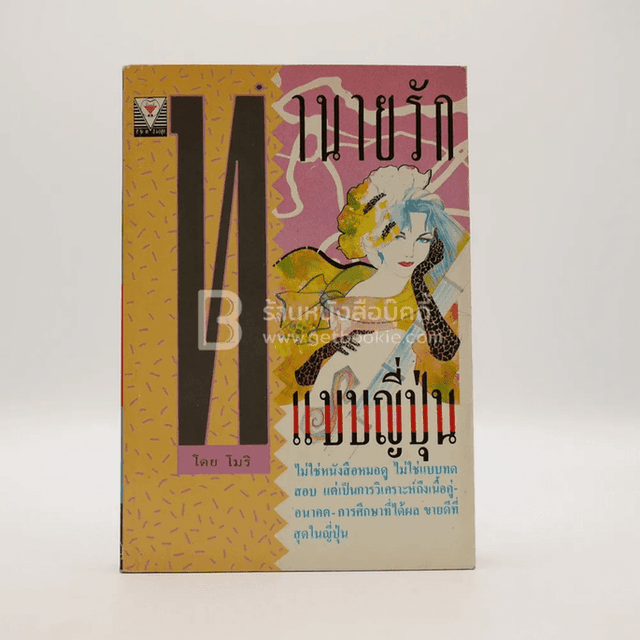 ทำนายรัก
ร้านหนังสือบุ๊คกี้
www.getbookie.com
แบบญี่ปุ่น
โดย โมริ
ไม่ใช่หนังสือหมอดู ไม่ใช่แบบทด
สอบ แต่เป็นการวิเคราะห์ถึงเนื้อคู่-
อนาคต-การศึกษาที่ได้ผล ขายดีที่
สุดในญี่ปุ่น